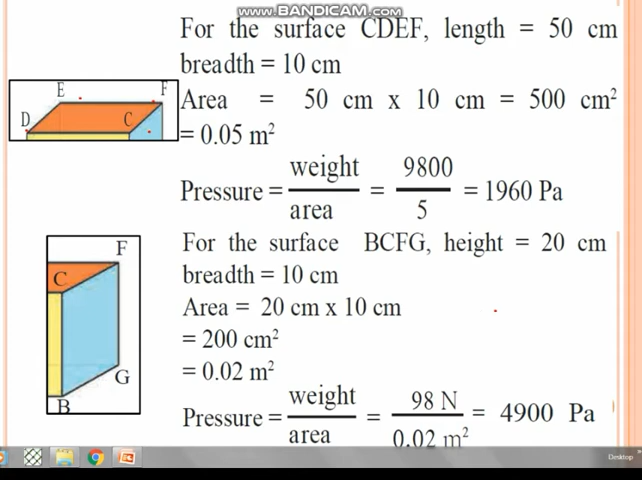 WWW.BANDICAM.COM
For the surface CDEF, length = 50 cm
breadth = 10 cm
Area = 50 cm x 10 cm = 500 cm²
= 0.05 m²
Pressure = weight / area = 9800 / 5 = 1960 Pa
E F
D C
For the surface BCFG, height = 20 cm
breadth = 10 cm
Area = 20 cm x 10 cm
= 200 cm²
= 0.02 m²
Pressure = weight / area = 98 N / 0.02 m² = 4900 Pa
F
C
G
B
Desktop